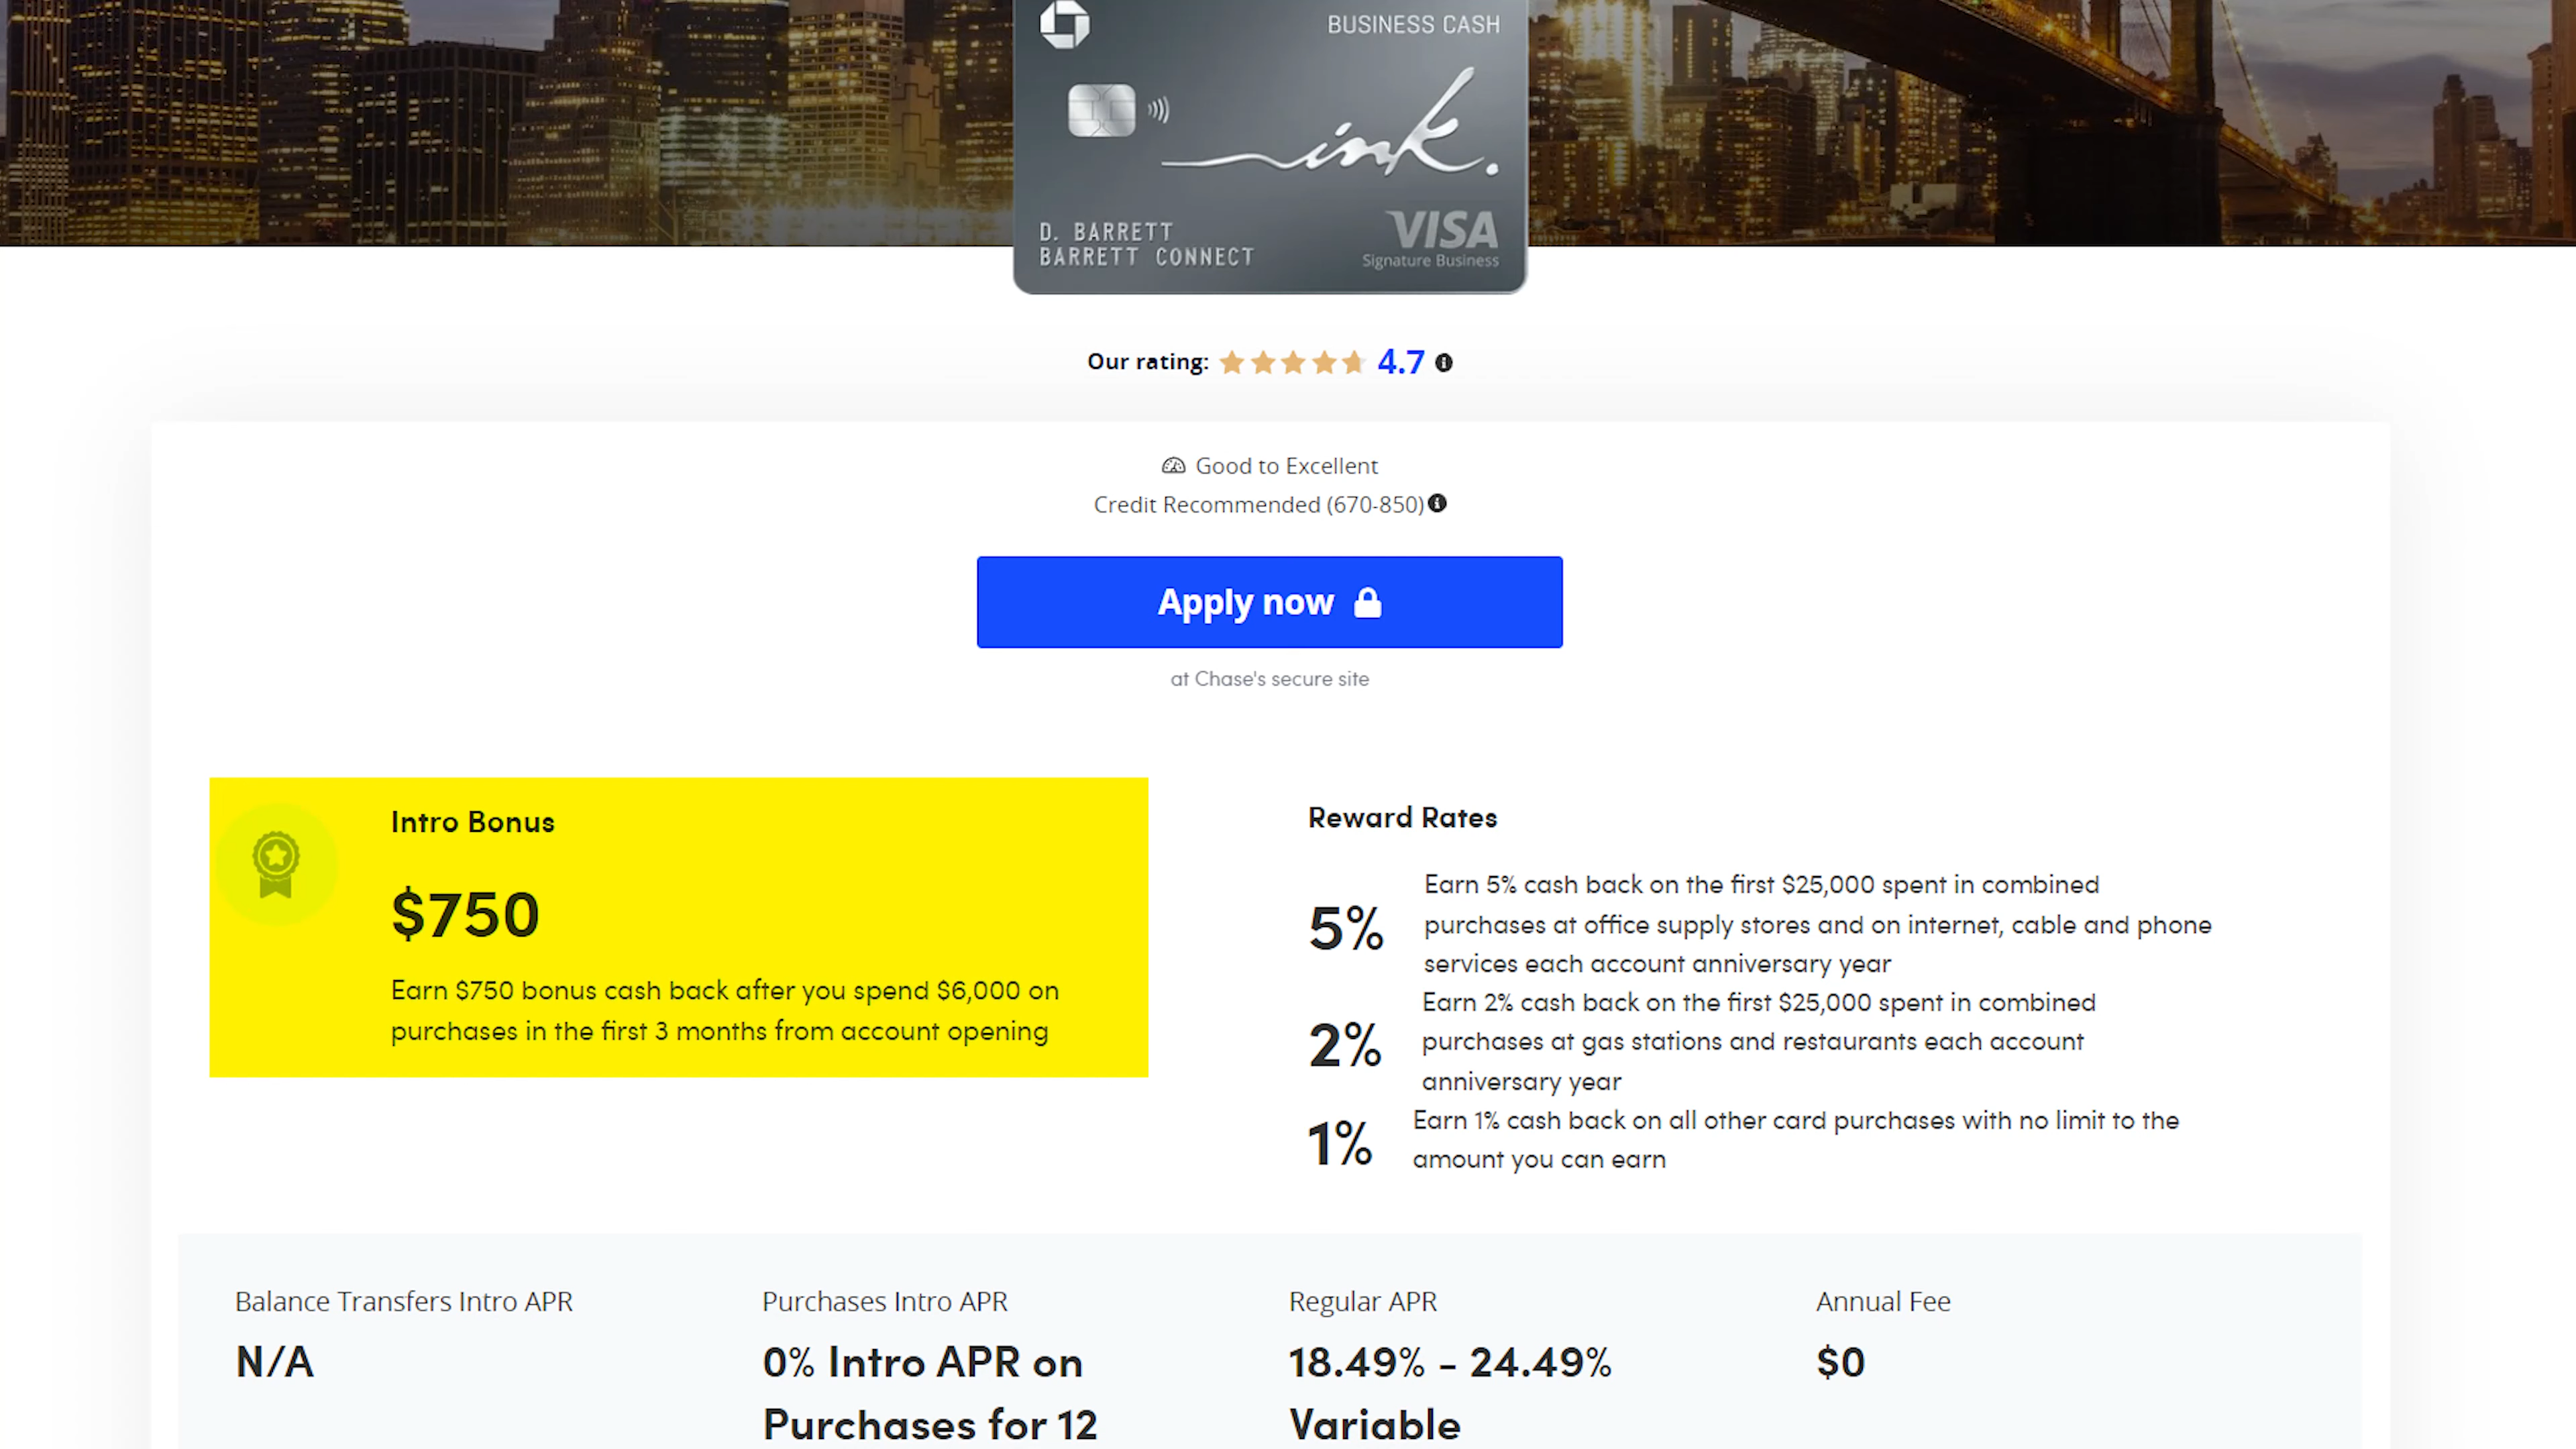 BUSINESS CASH
ink.
D. BARRETT
BARRETT CONNECT
VISA
Signature Business
Our rating: 4.7
Good to Excellent
Credit Recommended (670-850)
Apply now
at Chase's secure site
Intro Bonus
$750
Earn $750 bonus cash back after you spend $6,000 on
purchases in the first 3 months from account opening
Reward Rates
5%
Earn 5% cash back on the first $25,000 spent in combined
purchases at office supply stores and on internet, cable and phone
services each account anniversary year
2%
Earn 2% cash back on the first $25,000 spent in combined
purchases at gas stations and restaurants each account
anniversary year
1%
Earn 1% cash back on all other card purchases with no limit to the
amount you can earn
Balance Transfers Intro APR
N/A
Purchases Intro APR
0% Intro APR on
Purchases for 12
Regular APR
18.49% - 24.49%
Variable
Annual Fee
$0